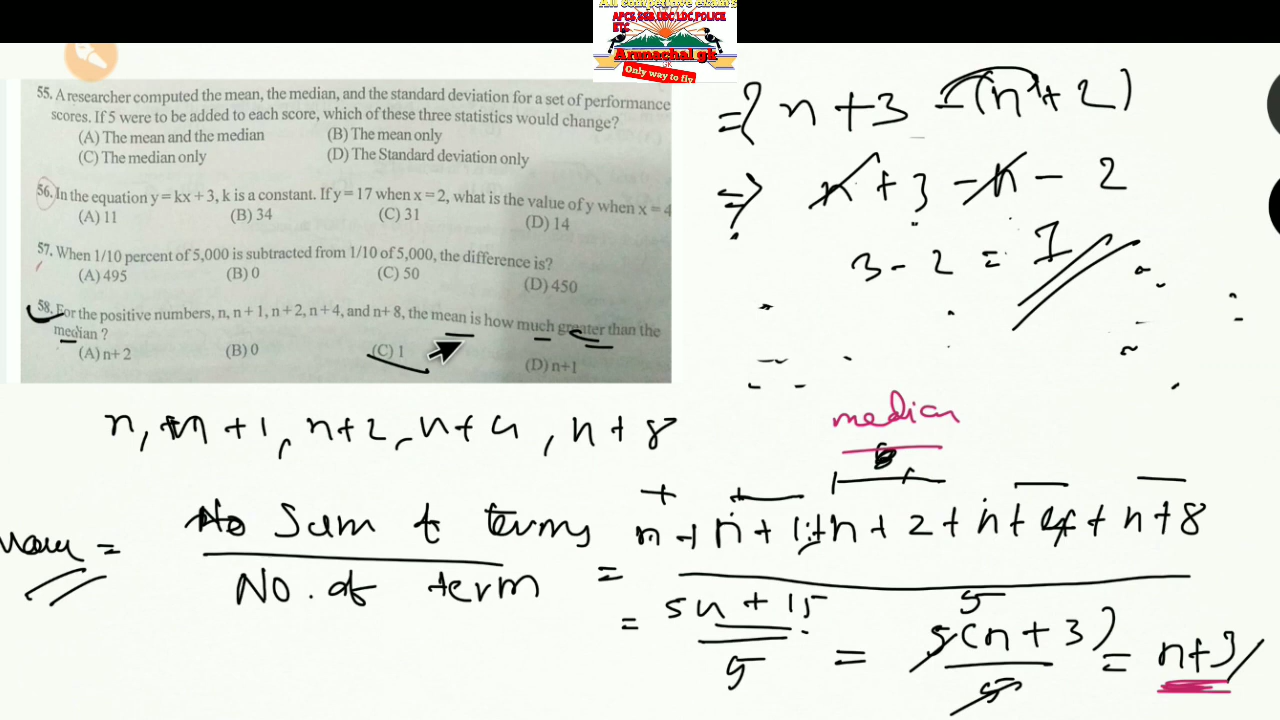 All competitive exam's
APCS,SSB,UDC,LDC,POLICE
ETC
Arunachal gk
GK
Only way to fly
55. A researcher computed the mean, the median, and the standard deviation for a set of performance
scores. If 5 were to be added to each score, which of these three statistics would change?
(A) The mean and the median (B) The mean only
(C) The median only (D) The Standard deviation only
56. In the equation y = kx + 3, k is a constant. If y = 17 when x = 2, what is the value of y when x = 4
(A) 11 (B) 34 (C) 31 (D) 14
57. When 1/10 percent of 5,000 is subtracted from 1/10 of 5,000, the difference is?
(A) 495 (B) 0 (C) 50 (D) 450
58. For the positive numbers, n, n + 1, n + 2, n + 4, and n+ 8, the mean is how much greater than the
median ?
(A) n+ 2 (B) 0 (C) 1 (D) n+1
=> n + 3 - (n + 2)
=> n + 3 - n - 2
3 - 2 = 1
n, n + 1, n + 2, n + 4, n + 8
median
= Sum of terms = n + n + 1 + n + 2 + n + 4 + n + 8
No. of term 5
= 5n + 15 = 5(n + 3) = n+3
5 5